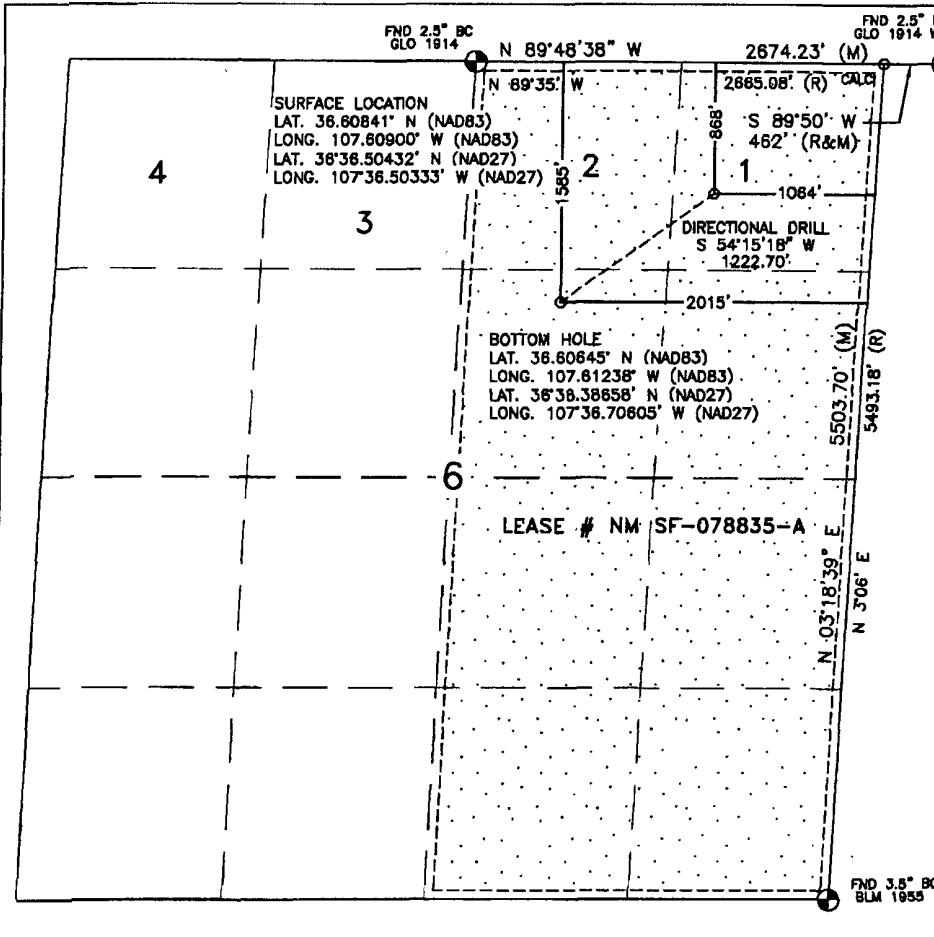 FND 2.5" BC
GLO 1914
FND 2.5"
GLO 1914 W
N 89°48'38" W
2674.23' (M)
N 89°35' W
2665.08' (R)
CALC
S 89°50' W
462' (R&M)
SURFACE LOCATION
LAT. 36.60841° N (NAD83)
LONG. 107.60900° W (NAD83)
LAT. 36°36.50432' N (NAD27)
LONG. 107°36.50333' W (NAD27)
4
3
2
1
868'
1585'
1064'
DIRECTIONAL DRILL
S 54°15'18" W
1222.70'
2015'
BOTTOM HOLE
LAT. 36.60645° N (NAD83)
LONG. 107.61238° W (NAD83)
LAT. 36°38.38658' N (NAD27)
LONG. 107°36.70605' W (NAD27)
5503.70' (M)
5493.18' (R)
6
LEASE # NM SF-078835-A
N 03°18'39" E
N 3°06' E
FND 3.5" BC
BLM 1955